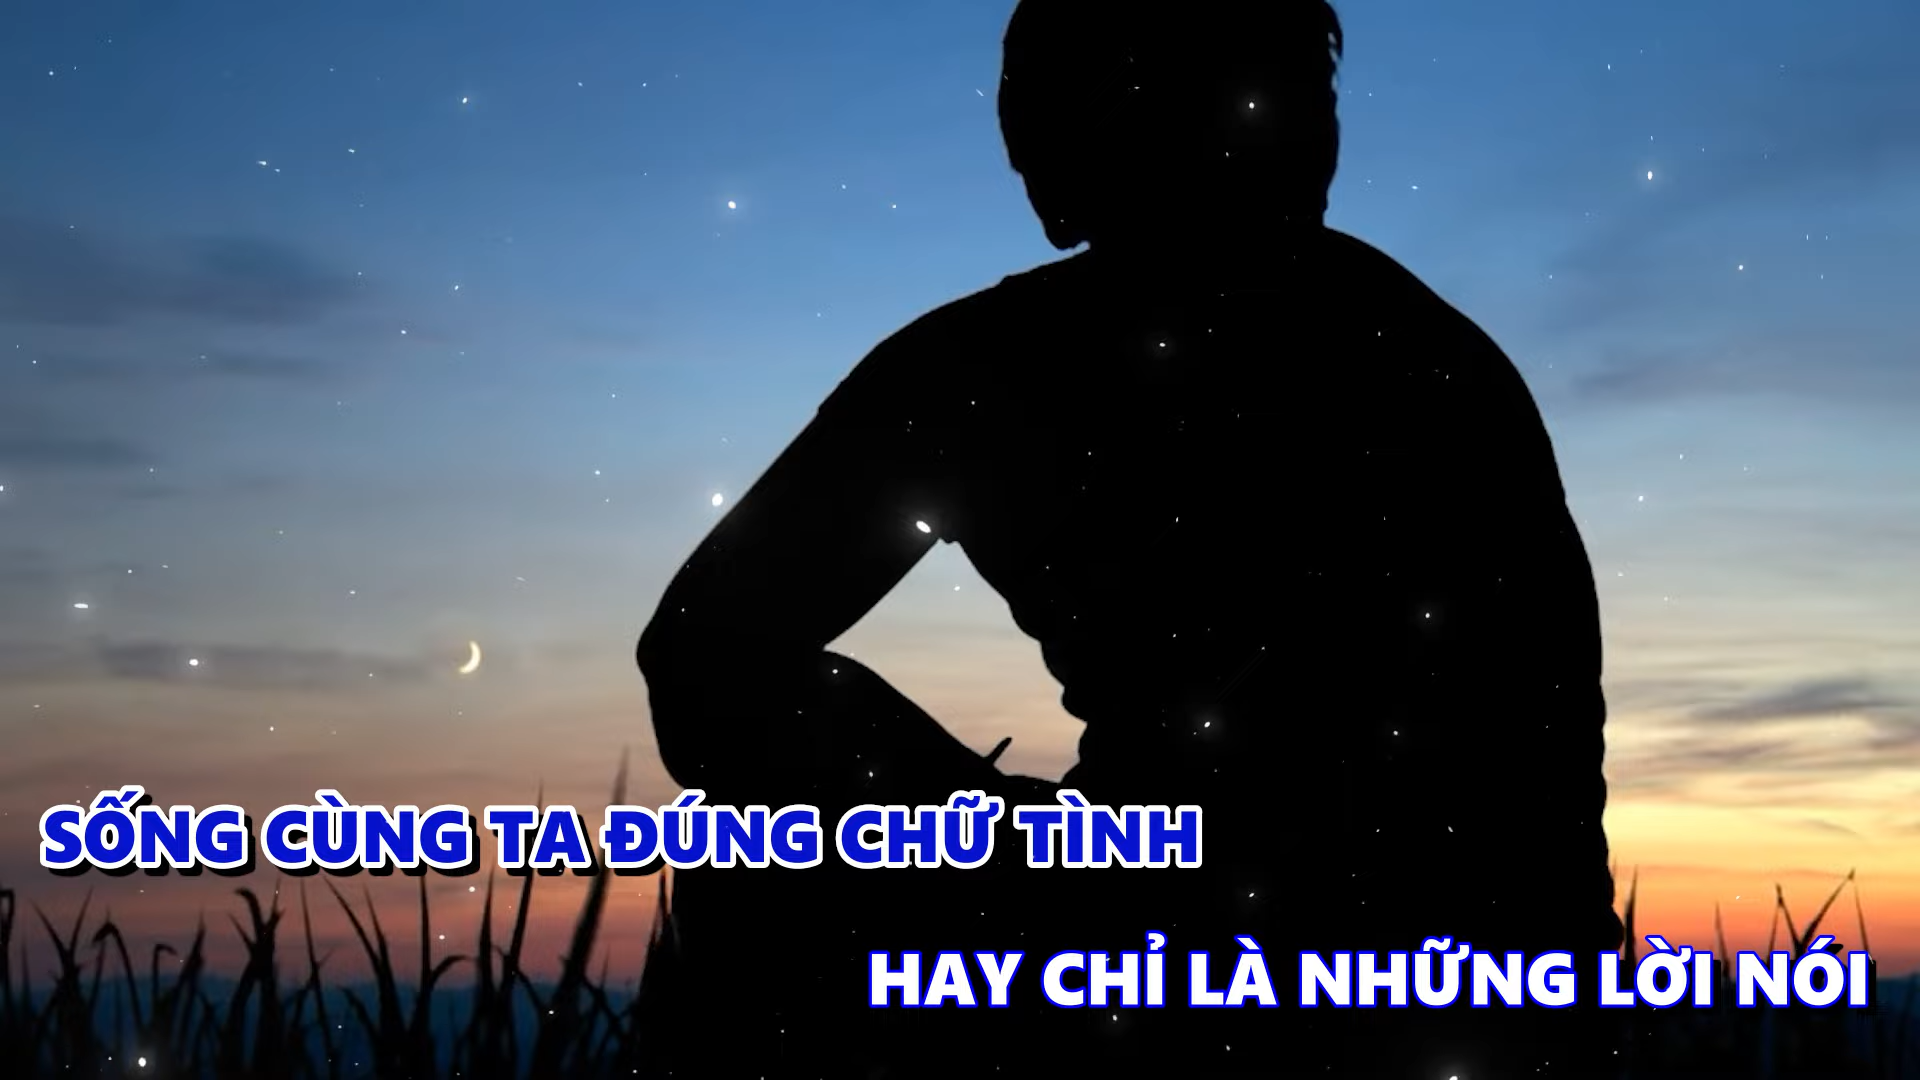 SỐNG CÙNG TA ĐÚNG CHỮ TÌNH
HAY CHỈ LÀ NHỮNG LỜI NÓI